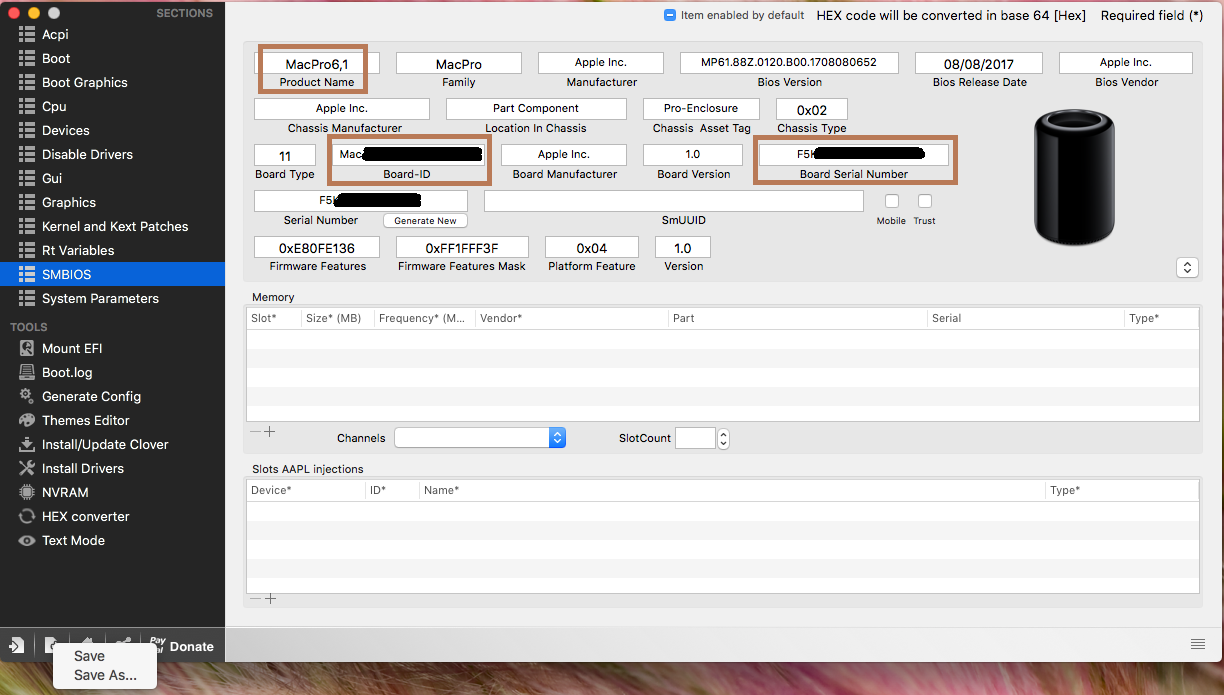 SECTIONS
Acpi
Boot
Boot Graphics
Cpu
Devices
Disable Drivers
Gui
Graphics
Kernel and Kext Patches
Rt Variables
SMBIOS
System Parameters
TOOLS
Mount EFI
Boot.log
Generate Config
Themes Editor
Install/Update Clover
Install Drivers
NVRAM
HEX converter
Text Mode
Donate
Save
Save As...
Item enabled by default HEX code will be converted in base 64 [Hex] Required field (*)
MacPro6,1 MacPro Apple Inc. MP61.88Z.0120.B00.1708080652 08/08/2017 Apple Inc.
Product Name Family Manufacturer Bios Version Bios Release Date Bios Vendor
Apple Inc. Part Component Pro-Enclosure 0x02
Chassis Manufacturer Location In Chassis Chassis Asset Tag Chassis Type
11 Mac Apple Inc. 1.0 F5
Board Type Board-ID Board Manufacturer Board Version Board Serial Number
F5
Serial Number Generate New SmUUID Mobile Trust
0xE80FE136 0xFF1FFF3F 0x04 1.0
Firmware Features Firmware Features Mask Platform Feature Version
Memory
Slot* Size* (MB) Frequency* (M... Vendor* Part Serial Type*
Channels SlotCount
Slots AAPL injections
Device* ID* Name* Type*